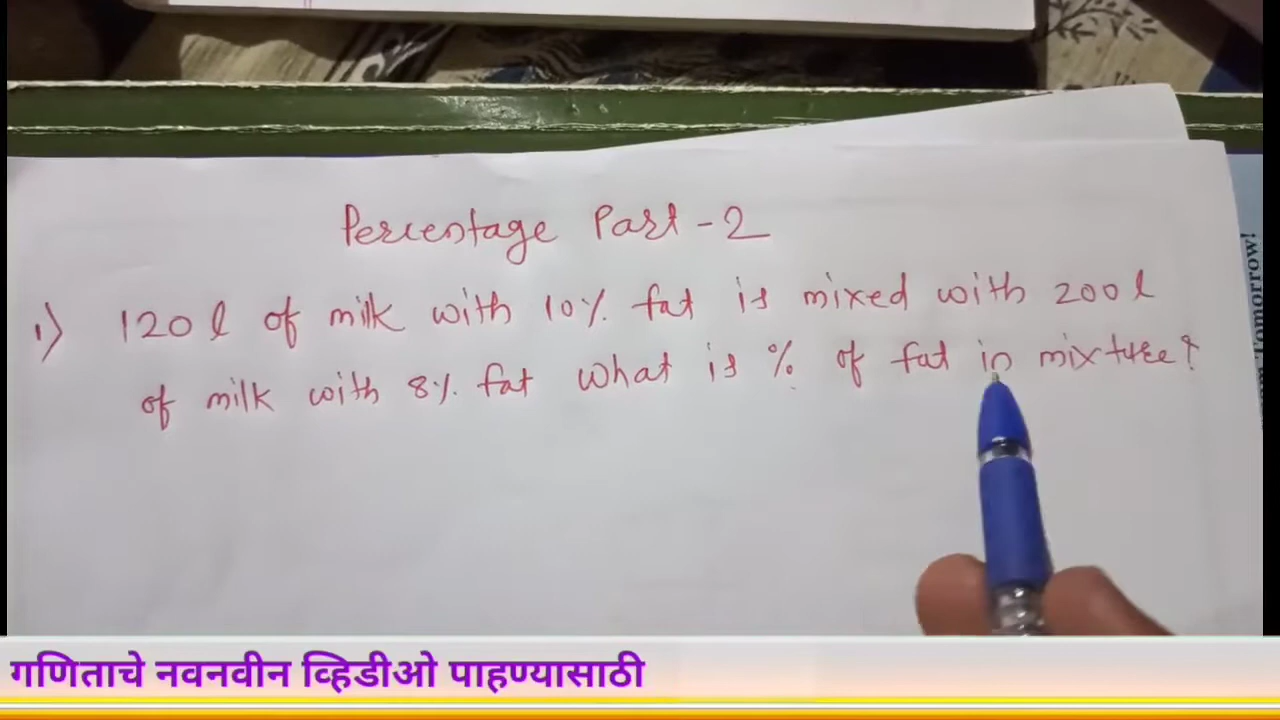 Percentage Part - 2
1) 120 l of milk with 10% fat is mixed with 200 l
of milk with 8% fat what is % of fat in mixture?
Tomorrow!
गणिताचे नवनवीन व्हिडीओ पाहण्यासाठी